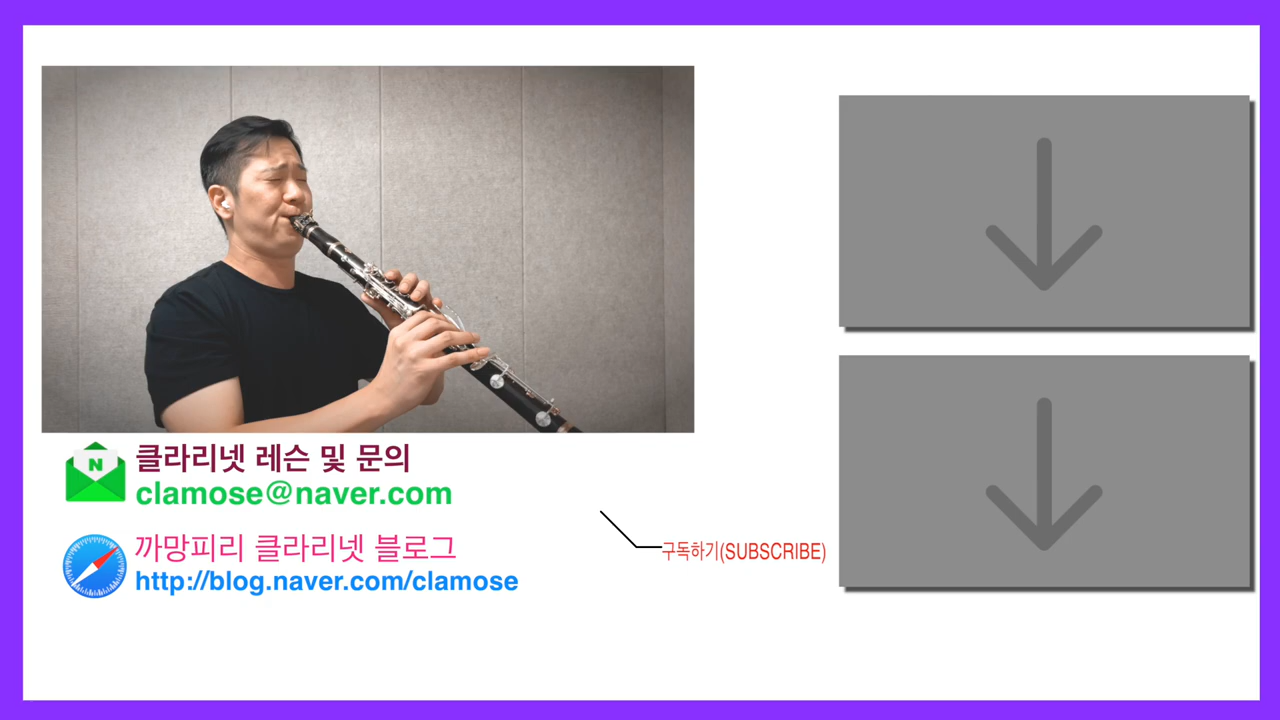 N
클라리넷 레슨 및 문의
clamose@naver.com
까망피리 클라리넷 블로그
http://blog.naver.com/clamose
구독하기(SUBSCRIBE)